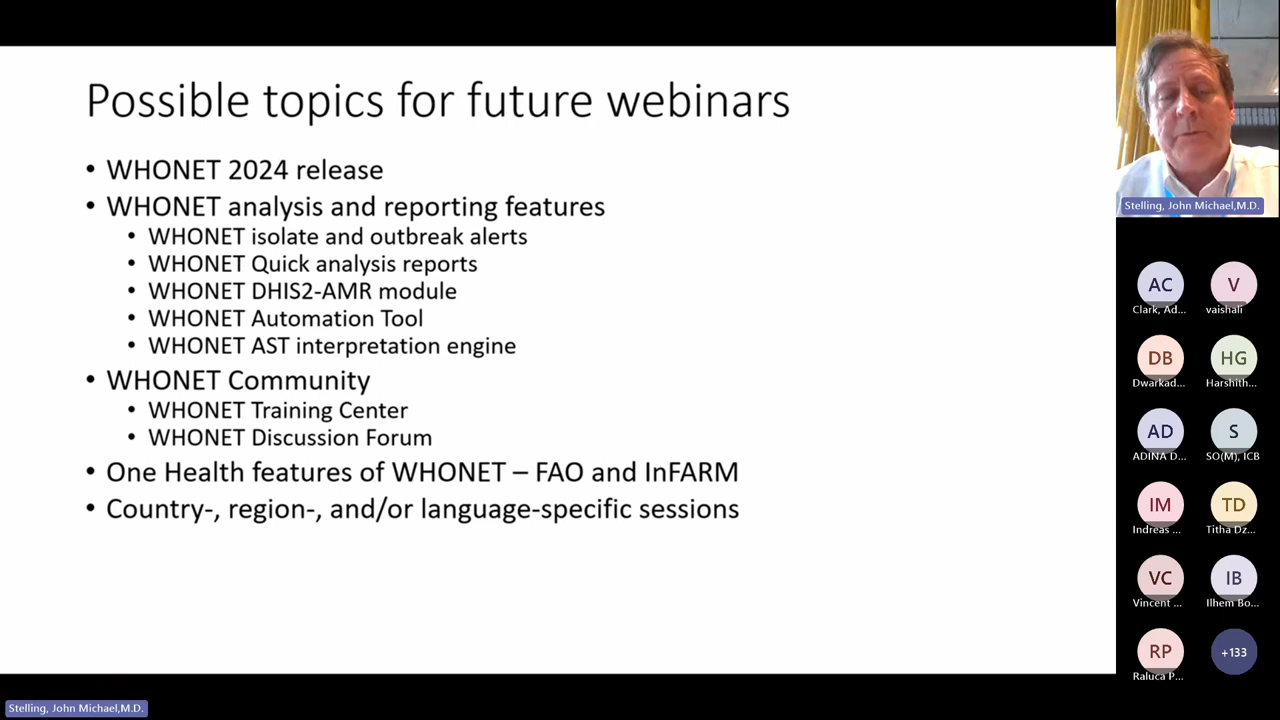 Possible topics for future webinars
• WHONET 2024 release
• WHONET analysis and reporting features
• WHONET isolate and outbreak alerts
• WHONET Quick analysis reports
• WHONET DHIS2-AMR module
• WHONET Automation Tool
• WHONET AST interpretation engine
• WHONET Community
• WHONET Training Center
• WHONET Discussion Forum
• One Health features of WHONET – FAO and InFARM
• Country-, region-, and/or language-specific sessions
Stelling, John Michael,M.D.
AC
Clark, Ad...
V
vaishali
DB
Dwarkad...
HG
Harshith...
AD
ADINA D...
S
SO(M), ICB
IM
Indreas ...
TD
Titha Dz...
VC
Vincent ...
IB
Ilhem Bo...
RP
Raluca P...
+133
Stelling, John Michael,M.D.